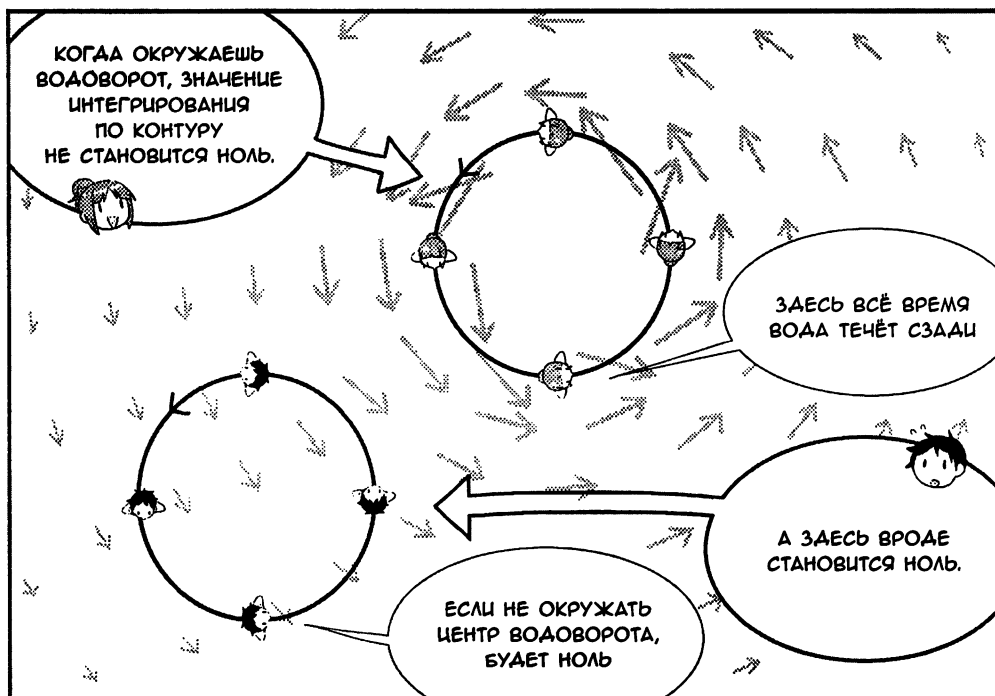 КОГДА ОКРУЖАЕШЬ
ВОДОВОРОТ, ЗНАЧЕНИЕ
ИНТЕГРИРОВАНИЯ
ПО КОНТУРУ
НЕ СТАНОВИТСЯ НОЛЬ.
ЗДЕСЬ ВСЁ ВРЕМЯ
ВОДА ТЕЧЁТ СЗАДИ
А ЗДЕСЬ ВРОДЕ
СТАНОВИТСЯ НОЛЬ.
ЕСЛИ НЕ ОКРУЖАТЬ
ЦЕНТР ВОДОВОРОТА,
БУДЕТ НОЛЬ